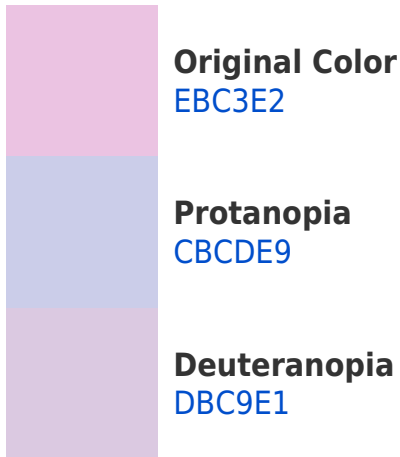 Original Color
EBC3E2
Protanopia
CBCDE9
Deuteranopia
DBC9E1